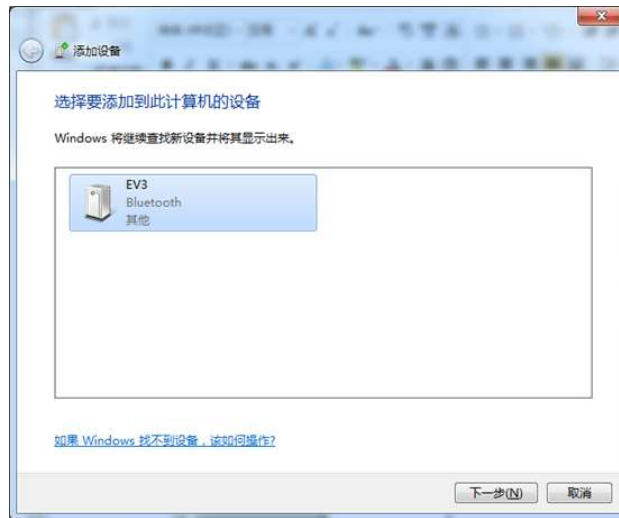 添加设备
选择要添加到此计算机的设备
Windows 将继续查找新设备并将其显示出来。
EV3
Bluetooth
其他
如果 Windows 找不到设备，该如何操作?
下一步(N)
取消